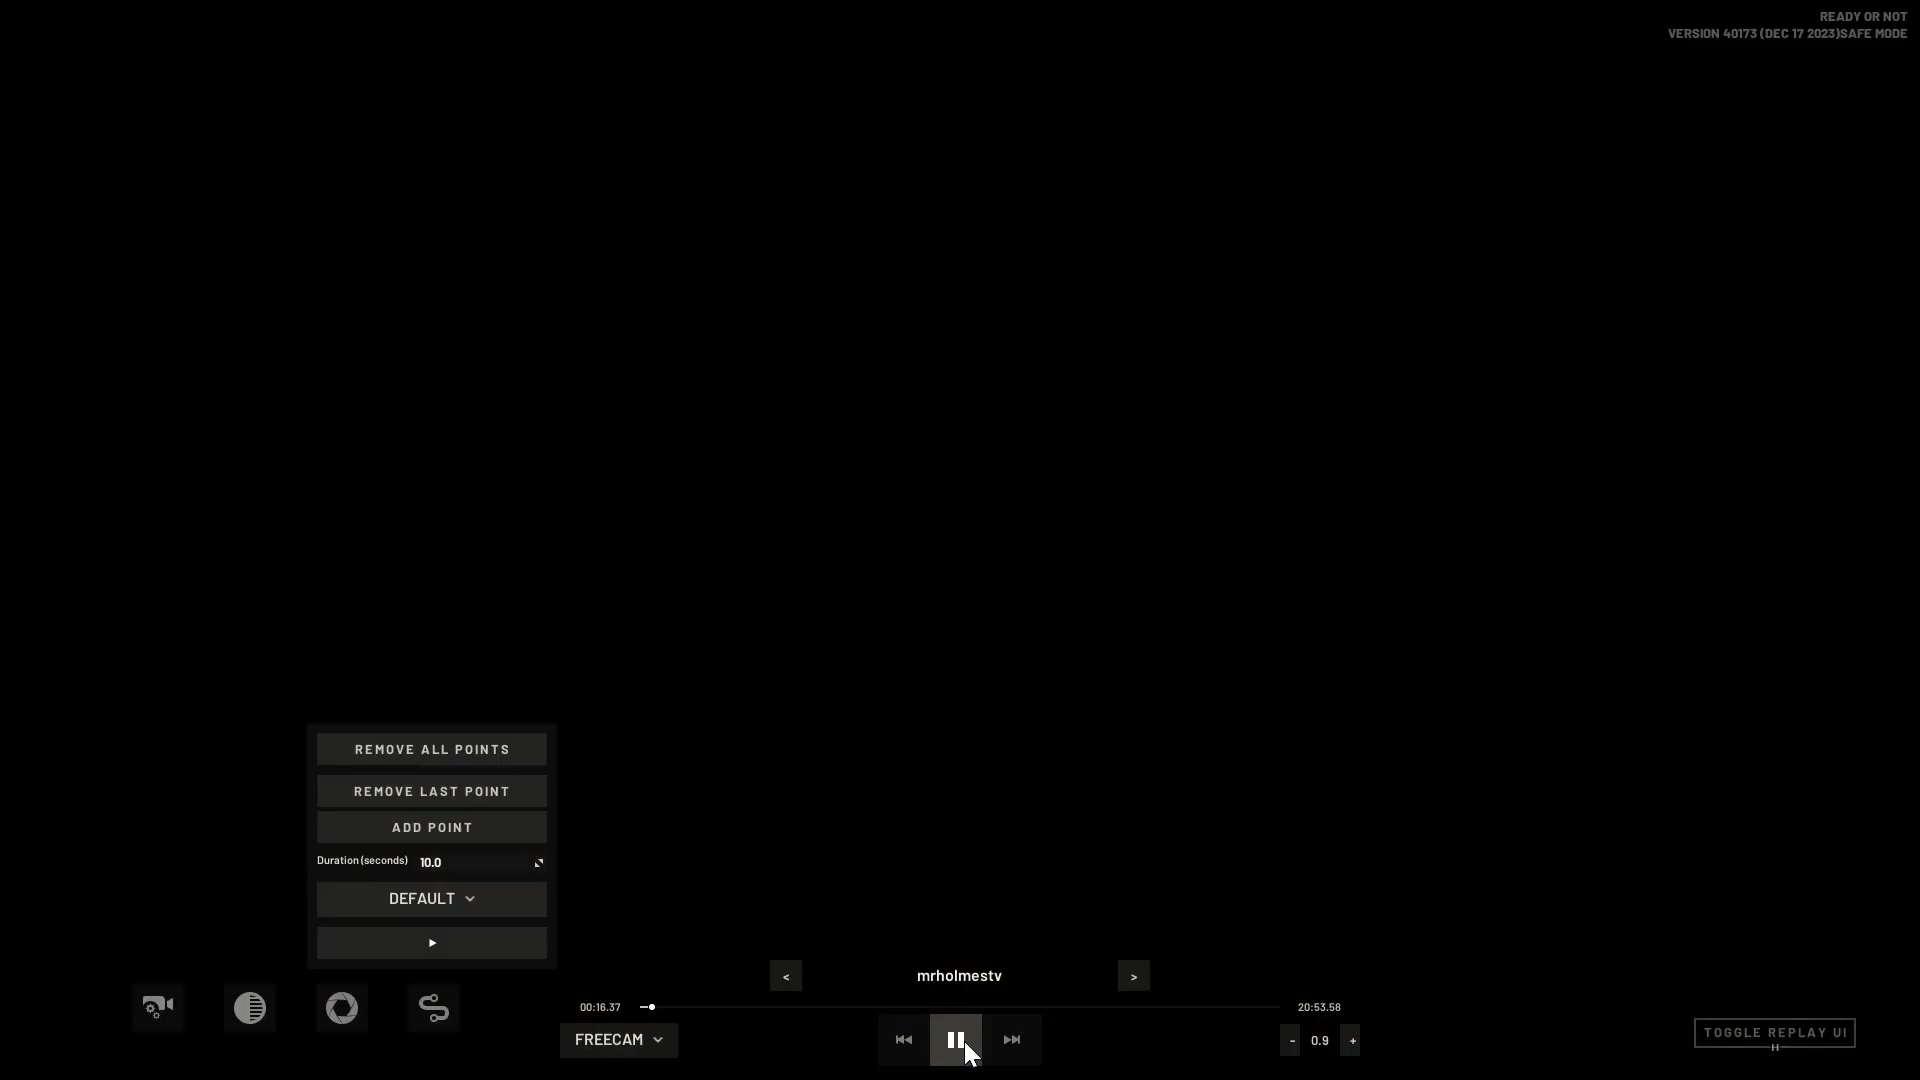 READY OR NOT
VERSION 40173 (DEC 17 2023)SAFE MODE
REMOVE ALL POINTS
REMOVE LAST POINT
ADD POINT
Duration (seconds) 10.0
DEFAULT
< mrholmestv >
00:16.37 20:53.58
FREECAM
- 0.9 +
TOGGLE REPLAY UI
H